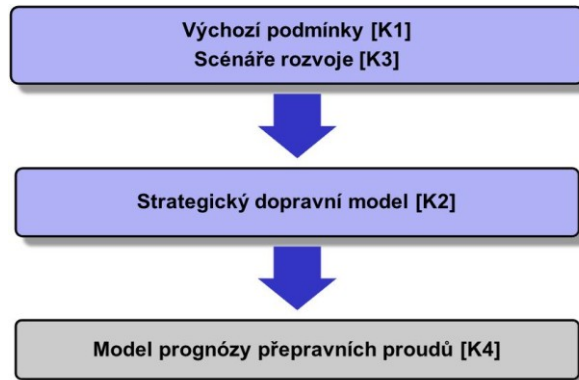 Výchozí podmínky [K1]
Scénáře rozvoje [K3]
Strategický dopravní model [K2]
Model prognózy přepravních proudů [K4]